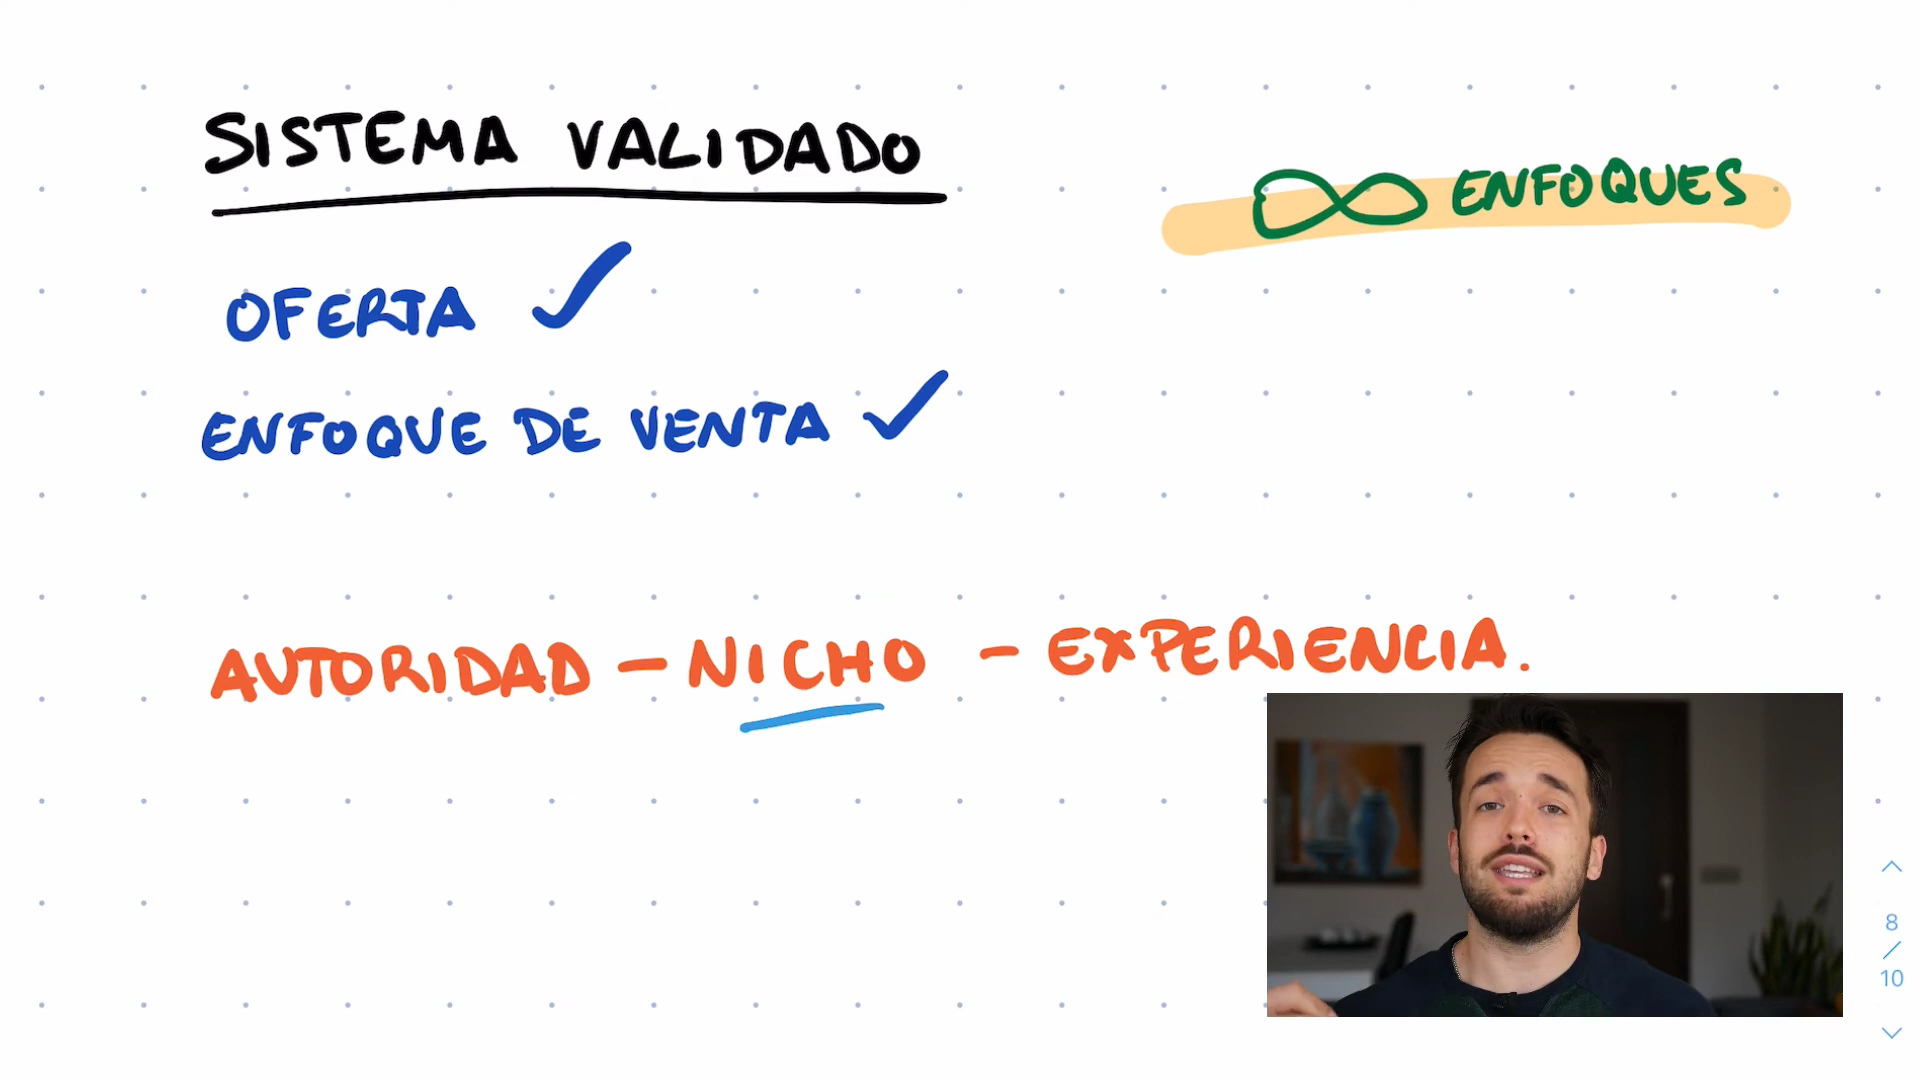 SISTEMA VALIDADO
∞ ENFOQUES
OFERTA ✓
ENFOQUE DE VENTA ✓
AUTORIDAD - NICHO - EXPERIENCIA.
8
/
10